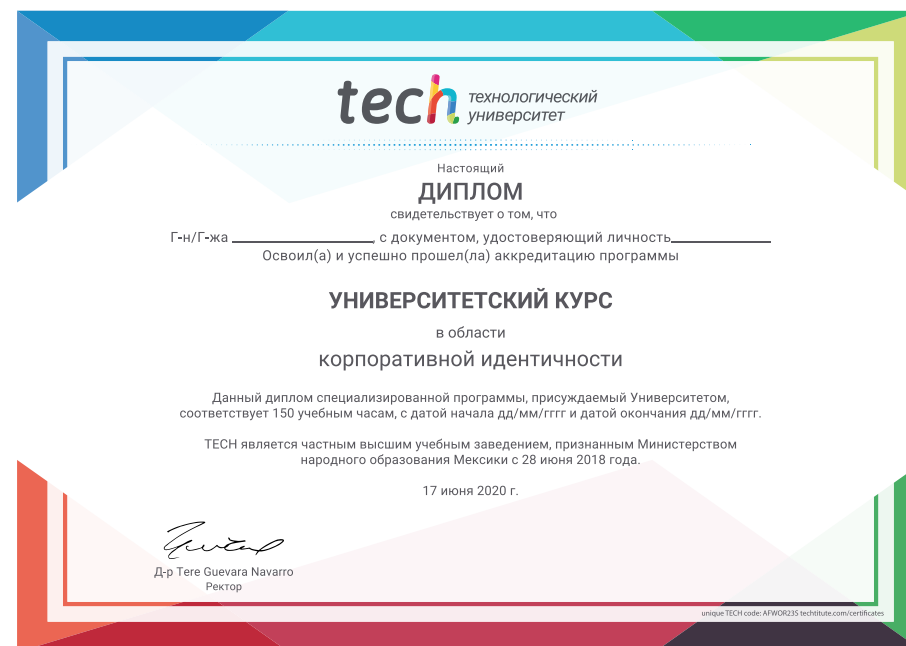 tech технологический
университет
Настоящий
ДИПЛОМ
свидетельствует о том, что
Г-н/Г-жа ____________________, с документом, удостоверяющий личность______________
Освоил(а) и успешно прошел(ла) аккредитацию программы
УНИВЕРСИТЕТСКИЙ КУРС
в области
корпоративной идентичности
Данный диплом специализированной программы, присуждаемый Университетом,
соответствует 150 учебным часам, с датой начала дд/мм/гггг и датой окончания дд/мм/гггг.
TECH является частным высшим учебным заведением, признанным Министерством
народного образования Мексики с 28 июня 2018 года.
17 июня 2020 г.
Д-р Tere Guevara Navarro
Ректор
unique TECH code: AFWOR23S techtitute.com/certificates